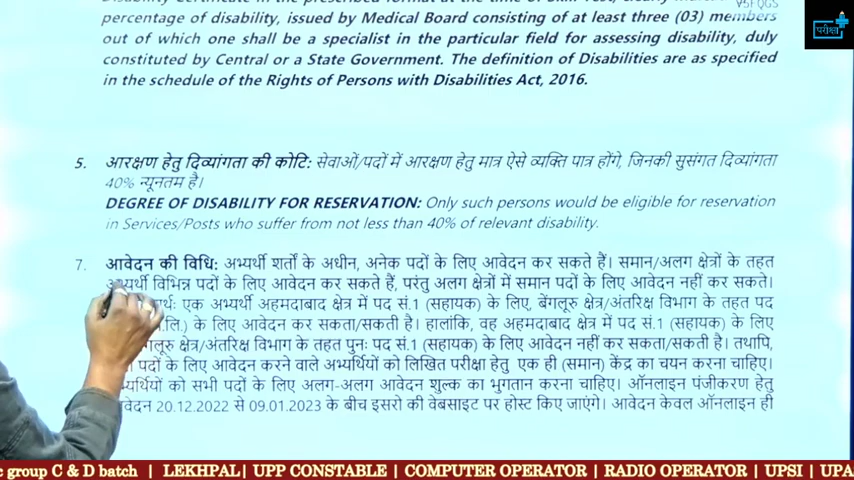 V5FQGS
परीक्षा
percentage of disability, issued by Medical Board consisting of at least three (03) members
out of which one shall be a specialist in the particular field for assessing disability, duly
constituted by Central or a State Government. The definition of Disabilities are as specified
in the schedule of the Rights of Persons with Disabilities Act, 2016.
5. आरक्षण हेतु दिव्यांगता की कोटि: सेवाओं/पदों में आरक्षण हेतु मात्र ऐसे व्यक्ति पात्र होंगे, जिनकी सुसंगत दिव्यांगता
40% न्यूनतम है।
DEGREE OF DISABILITY FOR RESERVATION: Only such persons would be eligible for reservation
in Services/Posts who suffer from not less than 40% of relevant disability.
7. आवेदन की विधि: अभ्यर्थी शर्तों के अधीन, अनेक पदों के लिए आवेदन कर सकते हैं। समान/अलग क्षेत्रों के तहत
अभ्यर्थी विभिन्न पदों के लिए आवेदन कर सकते हैं, परंतु अलग क्षेत्रों में समान पदों के लिए आवेदन नहीं कर सकते।
एक अभ्यर्थी अहमदाबाद क्षेत्र में पद सं.1 (सहायक) के लिए, बेंगलूरु क्षेत्र/अंतरिक्ष विभाग के तहत पद
के लिए आवेदन कर सकता/सकती है। हालांकि, वह अहमदाबाद क्षेत्र में पद सं.1 (सहायक) के लिए
क्षेत्र/अंतरिक्ष विभाग के तहत पुनः पद सं.1 (सहायक) के लिए आवेदन नहीं कर सकता/सकती है। तथापि,
पदों के लिए आवेदन करने वाले अभ्यर्थियों को लिखित परीक्षा हेतु एक ही (समान) केंद्र का चयन करना चाहिए।
को सभी पदों के लिए अलग-अलग आवेदन शुल्क का भुगतान करना चाहिए। ऑनलाइन पंजीकरण हेतु
20.12.2022 से 09.01.2023 के बीच इसरो की वेबसाइट पर होस्ट किए जाएंगे। आवेदन केवल ऑनलाइन ही
group C & D batch | LEKHPAL | UPP CONSTABLE | COMPUTER OPERATOR | RADIO OPERATOR | UPSI | UPA